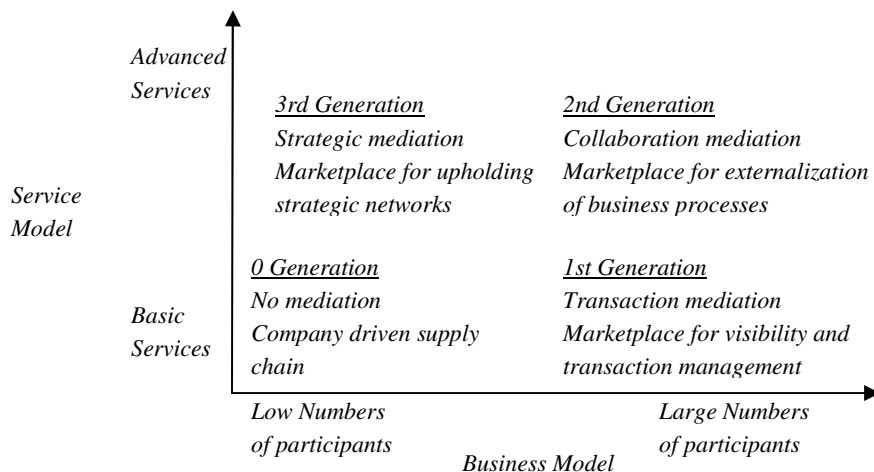 Advanced
Services
3rd Generation
Strategic mediation
Marketplace for upholding
strategic networks
2nd Generation
Collaboration mediation
Marketplace for externalization
of business processes
Service
Model
0 Generation
No mediation
Company driven supply
chain
1st Generation
Transaction mediation
Marketplace for visibility and
transaction management
Basic
Services
Low Numbers
of participants
Large Numbers
of participants
Business Model